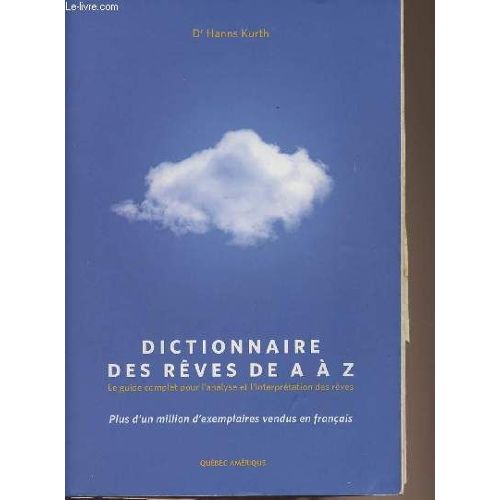 Le-livre.com
Dr Hanns Kurth
DICTIONNAIRE
DES RÊVES DE A À Z
Le guide complet pour l'analyse et l'interprétation des rêves
Plus d'un million d'exemplaires vendus en français
QUÉBEC AMÉRIQUE